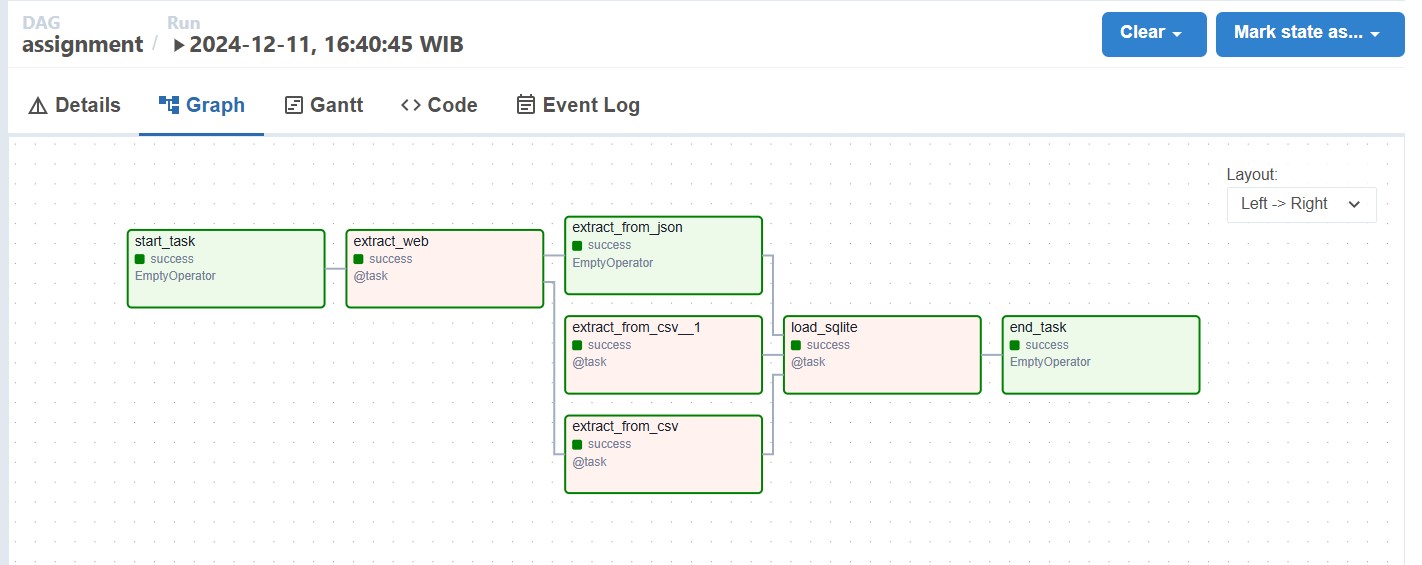 DAG
assignment
/
Run
2024-12-11, 16:40:45 WIB
Clear
Mark state as...
Details
Graph
Gantt
Code
Event Log
Layout:
Left -> Right
start_task
success
EmptyOperator
extract_web
success
@task
extract_from_json
success
EmptyOperator
extract_from_csv__1
success
@task
extract_from_csv
success
@task
load_sqlite
success
@task
end_task
success
EmptyOperator